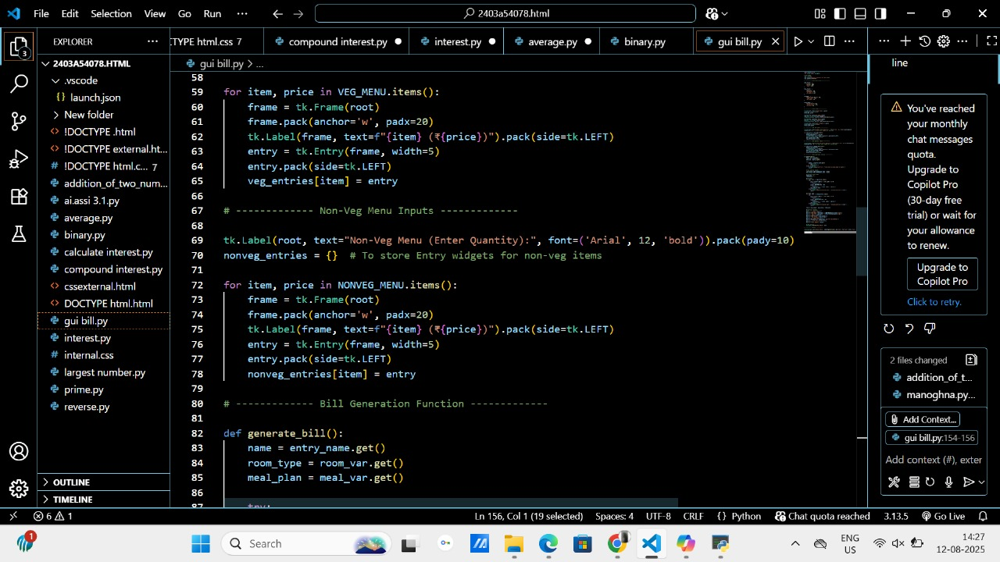 File Edit Selection View Go Run ··· 2403a54078.html
EXPLORER ···
2403A54078.HTML
.vscode
{} launch.json
New folder
<> !DOCTYPE .html
<> !DOCTYPE external.ht...
# !DOCTYPE html.c... 7
addition_of_two_num...
assi 3.1.py
average.py
binary.py
calculate interest.py
compound interest.py
<> cssexternal.html
<> DOCTYPE html.html
gui bill.py
interest.py
# internal.css
largest number.py
prime.py
reverse.py
OUTLINE
TIMELINE
CTYPE html.css 7 compound interest.py interest.py average.py binary.py gui bill.py
gui bill.py > ...
58
59 for item, price in VEG_MENU.items():
60 frame = tk.Frame(root)
61 frame.pack(anchor='w', padx=20)
62 tk.Label(frame, text=f"{item} (₹{price})").pack(side=tk.LEFT)
63 entry = tk.Entry(frame, width=5)
64 entry.pack(side=tk.LEFT)
65 veg_entries[item] = entry
66
67 # ------------- Non-Veg Menu Inputs -------------
68
69 tk.Label(root, text="Non-Veg Menu (Enter Quantity):", font=('Arial', 12, 'bold')).pack(pady=10)
70 nonveg_entries = {} # To store Entry widgets for non-veg items
71
72 for item, price in NONVEG_MENU.items():
73 frame = tk.Frame(root)
74 frame.pack(anchor='w', padx=20)
75 tk.Label(frame, text=f"{item} (₹{price})").pack(side=tk.LEFT)
76 entry = tk.Entry(frame, width=5)
77 entry.pack(side=tk.LEFT)
78 nonveg_entries[item] = entry
79
80 # ------------- Bill Generation Function -------------
81
82 def generate_bill():
83 name = entry_name.get()
84 room_type = room_var.get()
85 meal_plan = meal_var.get()
86
87 try:
line
You've reached
your monthly
chat messages
quota.
Upgrade to
Copilot Pro
(30-day free
trial) or wait for
your allowance
to renew.
Upgrade to
Copilot Pro
Click to retry.
2 files changed
addition_of_t...
manoghna.py...
Add Context...
gui bill.py:154-156
Add context (#), exter
6 1 Ln 156, Col 1 (19 selected) Spaces: 4 UTF-8 CRLF {} Python Chat quota reached 3.13.5 Go Live
1 Search ENG
US 14:27
12-08-2025